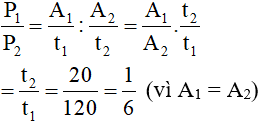 P₁/P₂ = A₁/t₁ : A₂/t₂ = A₁/A₂ . t₂/t₁
= t₂/t₁ = 20/120 = 1/6 (vì A₁ = A₂)